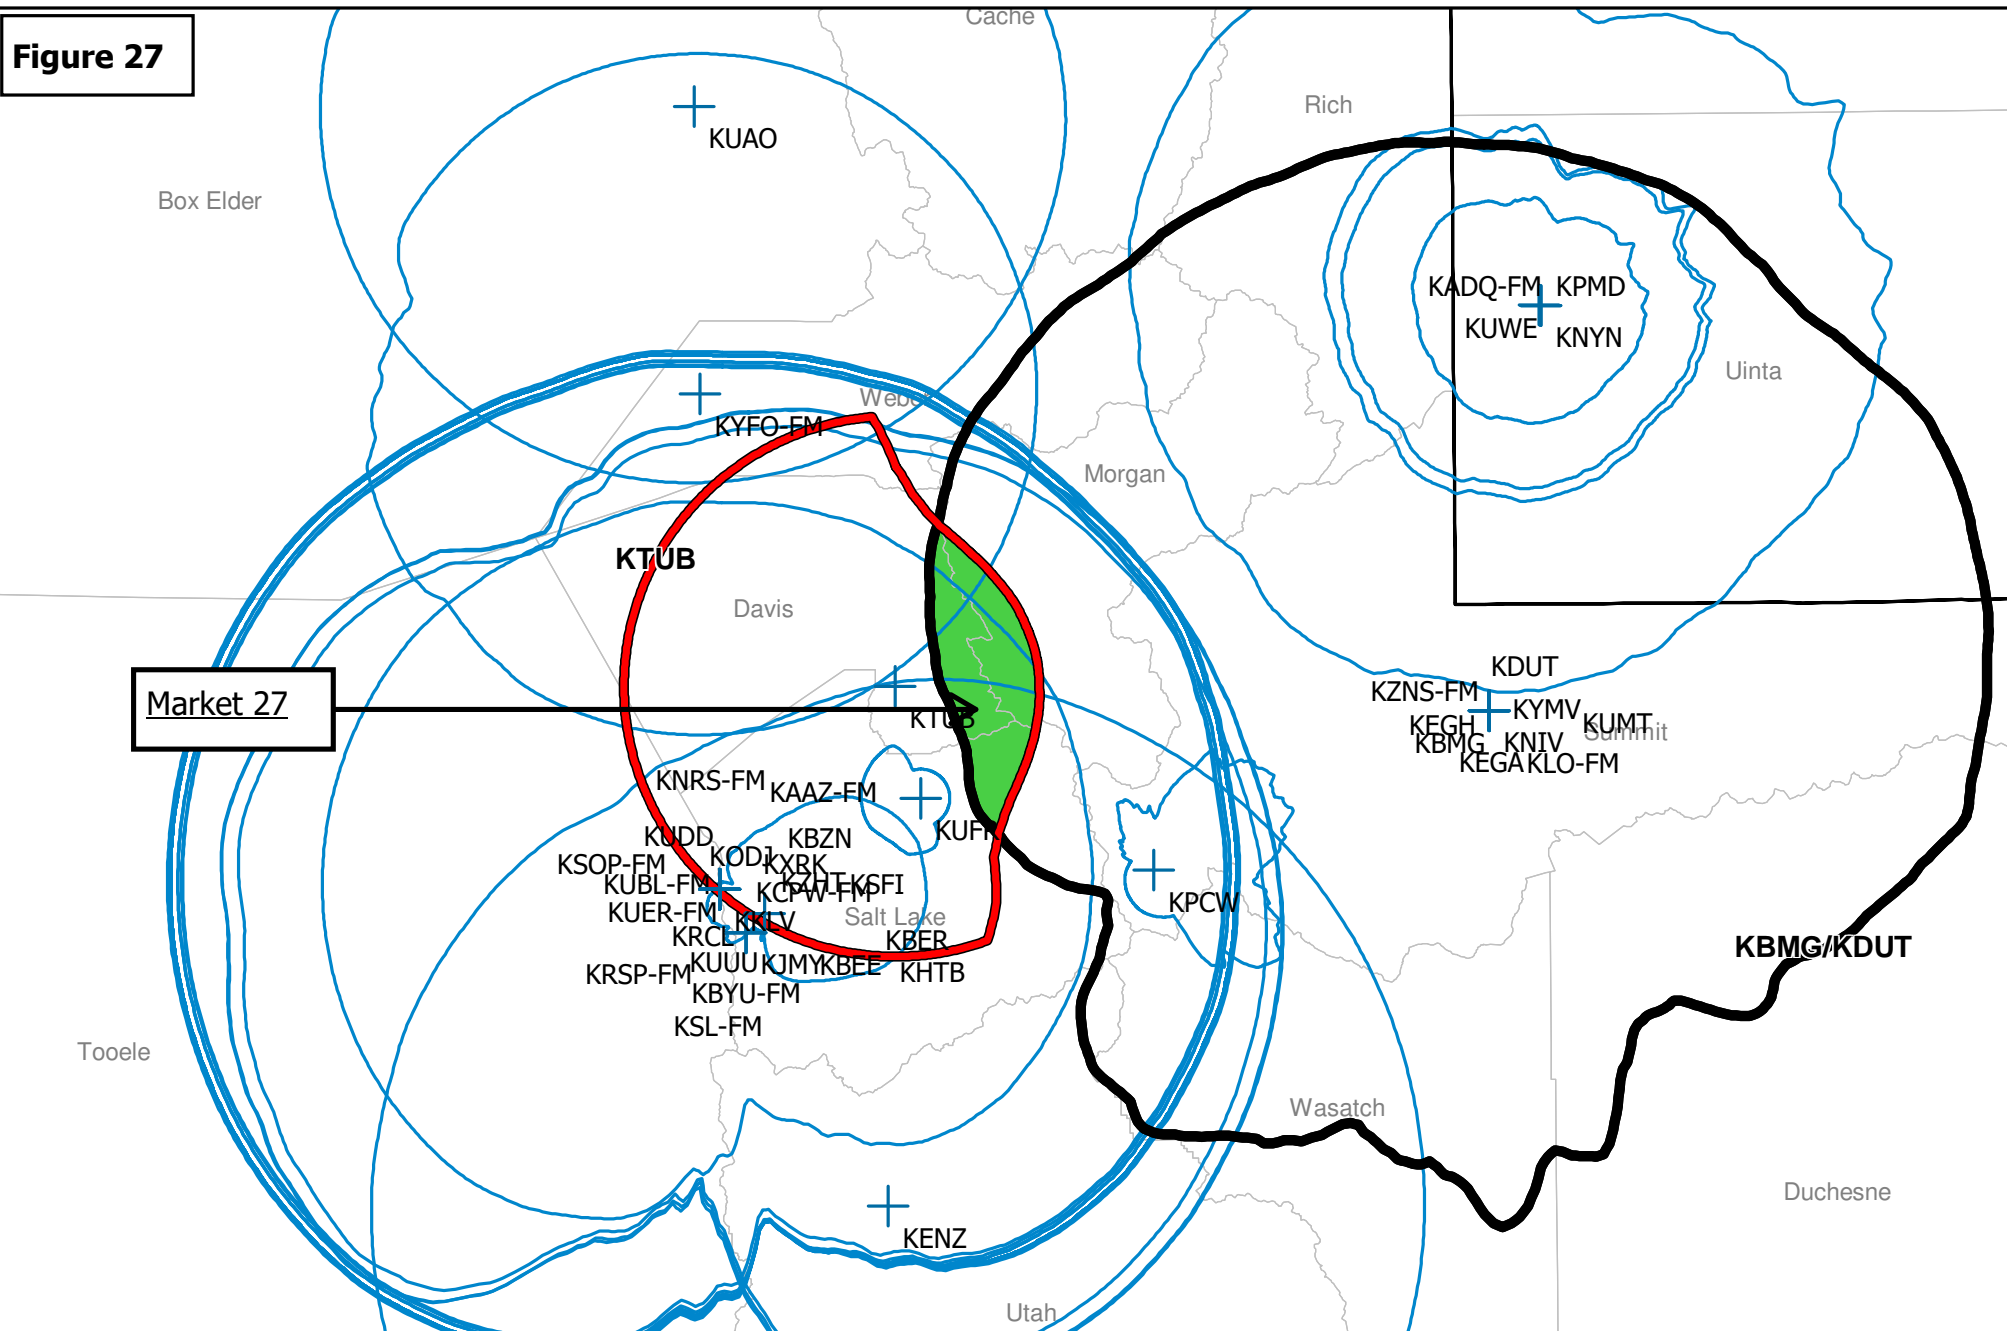 Cache
Figure 27
Rich
KUAO
Box Elder
KADQ-FM
KPMD
KUWE
KNYN
Uinta
Weber
KYFO-FM
Morgan
KTUB
Davis
KDUT
KZNS-FM
Market 27
KTUB
KYMV
KEGH
KUMT
Summit
KBMG
KNIV
KEGA
KLO-FM
KNRS-FM
KAAZ-FM
KUDD
KBZN
KUFR
KODJ
KSOP-FM
KXRK
KUBL-FM
KZHT
KSFI
KCPW-FM
KPCW
KUER-FM
KKLV
Salt Lake
KRCL
KBER
KBMG/KDUT
KUUU
KJMY
KBEE
KRSP-FM
KHTB
KBYU-FM
KSL-FM
Tooele
Wasatch
Duchesne
KENZ
Utah